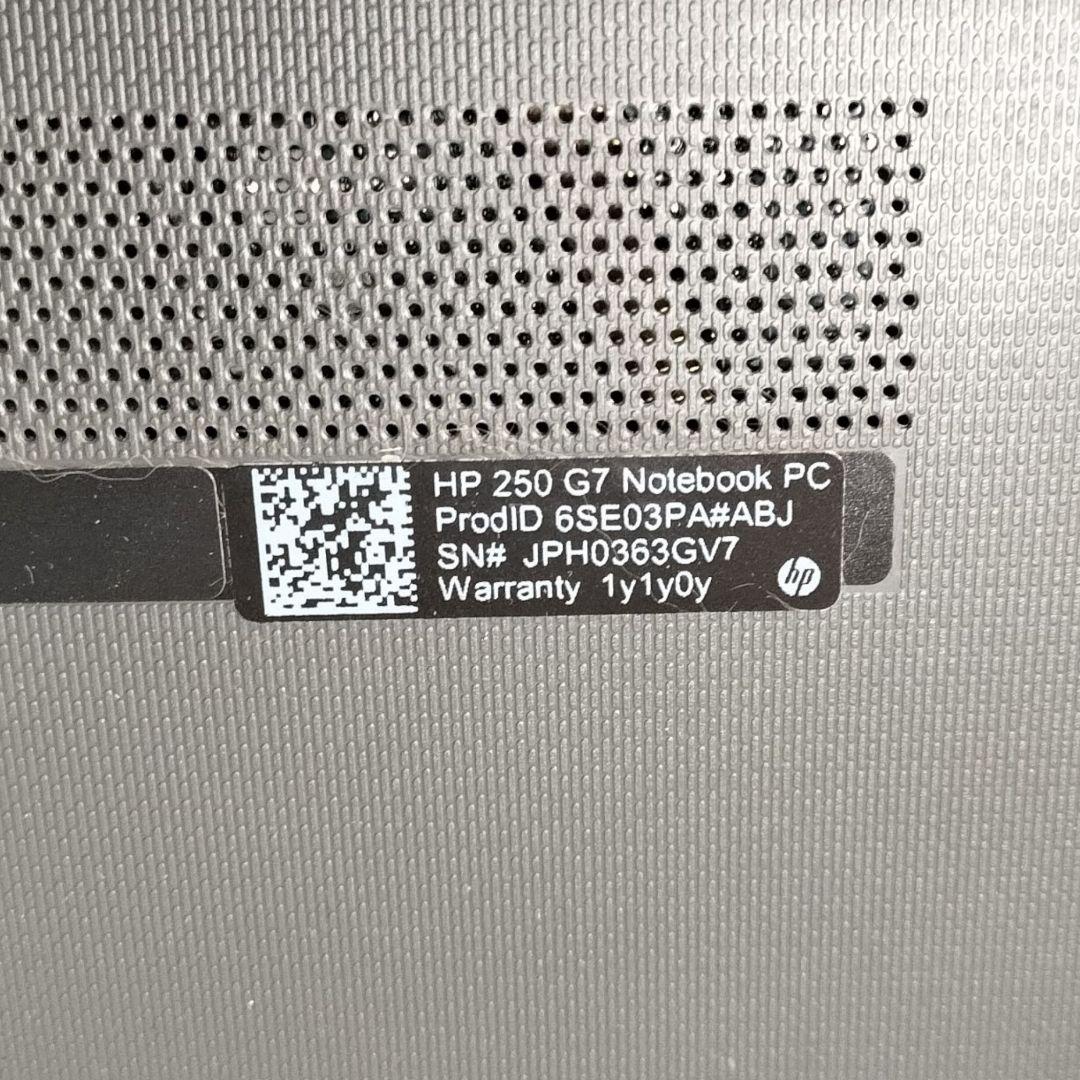 HP 250 G7 Notebook PC
ProdID 6SE03PA#ABJ
SN# JPH0363GV7
Warranty 1y1y0y
hp